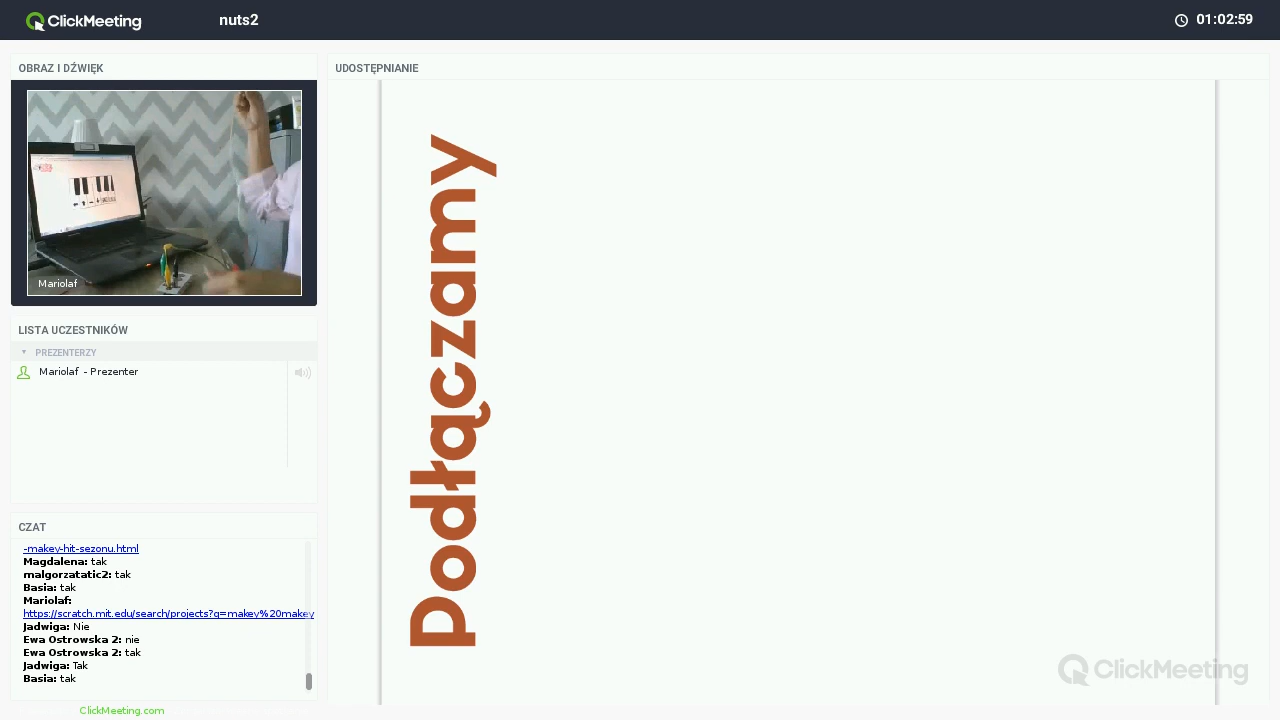 ClickMeeting
nuts2
01:02:59
OBRAZ I DŹWIĘK
Mariolaf
LISTA UCZESTNIKÓW
PREZENTERZY
Mariolaf - Prezenter
CZAT
-makey-hit-sezonu.html
Magdalena: tak
malgorzatatic2: tak
Basia: tak
Mariolaf:
https://scratch.mit.edu/search/projects?q=makey%20makey
Jadwiga: Nie
Ewa Ostrowska 2: nie
Ewa Ostrowska 2: tak
Jadwiga: Tak
Basia: tak
ClickMeeting.com
UDOSTĘPNIANIE
Podłączamy
ClickMeeting